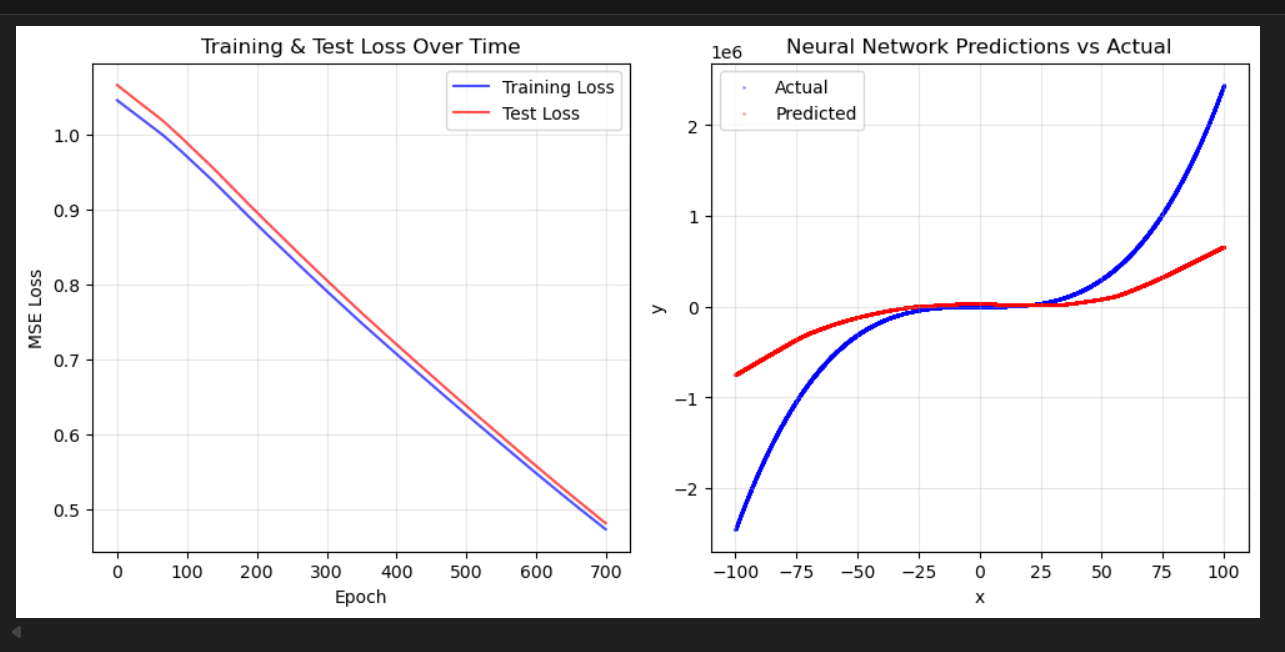 Training & Test Loss Over Time
Training Loss
Test Loss
MSE Loss
1.0
0.9
0.8
0.7
0.6
0.5
0 100 200 300 400 500 600 700
Epoch
Neural Network Predictions vs Actual
1e6
Actual
Predicted
y
2
1
0
−1
−2
−100 −75 −50 −25 0 25 50 75 100
x